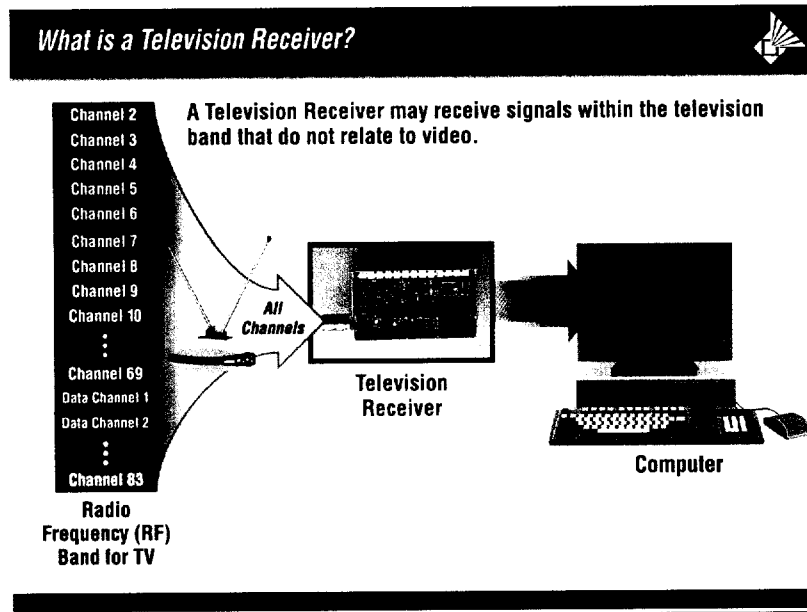 What is a Television Receiver?
A Television Receiver may receive signals within the television
band that do not relate to video.
Channel 2
Channel 3
Channel 4
Channel 5
Channel 6
Channel 7
Channel 8
Channel 9
Channel 10
Channel 69
Data Channel 1
Data Channel 2
Channel 83
Radio
Frequency (RF)
Band for TV
All
Channels
Television
Receiver
Computer